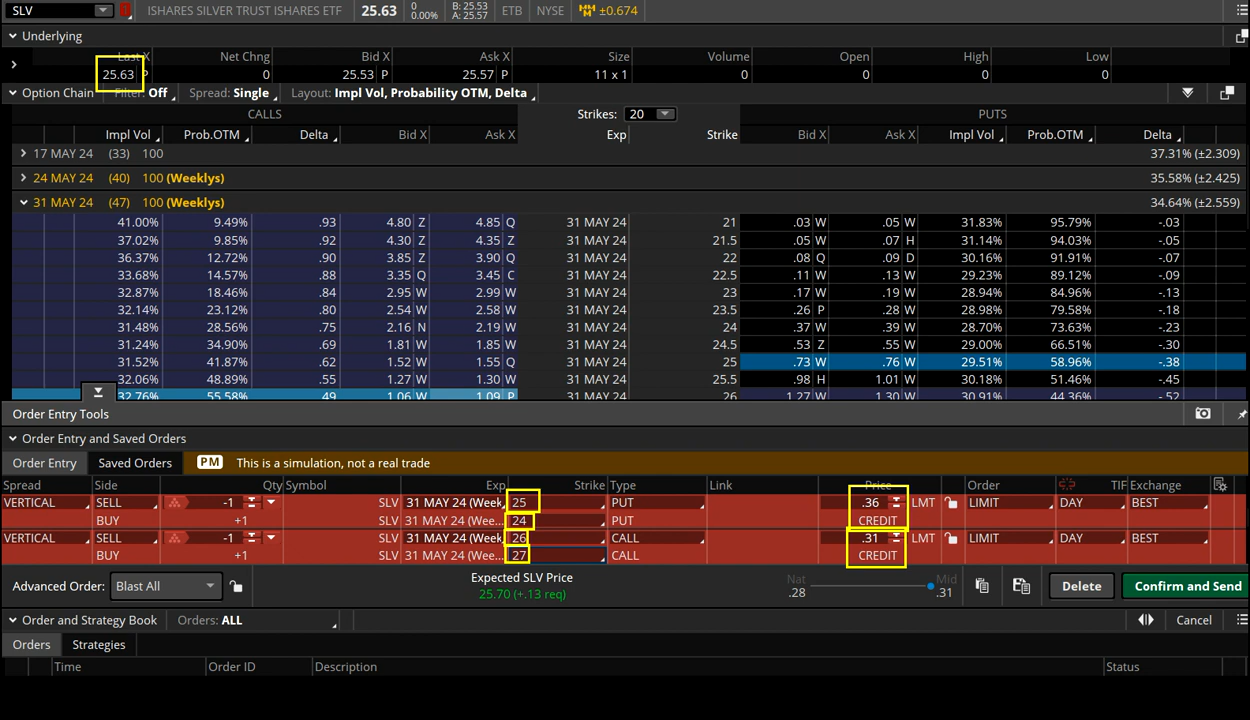 SLV ISHARES SILVER TRUST ISHARES ETF 25.63 0 0.00% B: 25.53 A: 25.57 ETB NYSE ±0.674
Underlying
Last X Net Chng Bid X Ask X Size Volume Open High Low
25.63 P 0 25.53 P 25.57 P 11 x 1 0 0 0 0
Option Chain Filter: Off Spread: Single Layout: Impl Vol, Probability OTM, Delta
CALLS Strikes: 20 PUTS
Impl Vol Prob.OTM Delta Bid X Ask X Exp Strike Bid X Ask X Impl Vol Prob.OTM Delta
17 MAY 24 (33) 100 37.31% (±2.309)
24 MAY 24 (40) 100 (Weeklys) 35.58% (±2.425)
31 MAY 24 (47) 100 (Weeklys) 34.64% (±2.559)
41.00% 9.49% .93 4.80 Z 4.85 Q 31 MAY 24 21 .03 W .05 W 31.83% 95.79% -.03
37.02% 9.85% .92 4.30 Z 4.35 Z 31 MAY 24 21.5 .05 W .07 H 31.14% 94.03% -.05
36.37% 12.72% .90 3.85 Z 3.90 Q 31 MAY 24 22 .08 Q .09 D 30.16% 91.91% -.07
33.68% 14.57% .88 3.35 Q 3.45 C 31 MAY 24 22.5 .11 W .13 W 29.23% 89.12% -.09
32.87% 18.46% .84 2.95 W 2.99 W 31 MAY 24 23 .17 W .19 W 28.94% 84.96% -.13
32.14% 23.12% .80 2.54 W 2.58 W 31 MAY 24 23.5 .26 P .28 W 28.98% 79.58% -.18
31.48% 28.56% .75 2.16 N 2.19 W 31 MAY 24 24 .37 W .39 W 28.70% 73.63% -.23
31.24% 34.90% .69 1.81 W 1.85 W 31 MAY 24 24.5 .53 Z .55 W 29.00% 66.51% -.30
31.52% 41.87% .62 1.52 W 1.55 Q 31 MAY 24 25 .73 W .76 W 29.51% 58.96% -.38
32.06% 48.89% .55 1.27 W 1.30 W 31 MAY 24 25.5 .98 H 1.01 W 30.18% 51.46% -.45
32.76% 55.58% .49 1.06 W 1.09 P 31 MAY 24 26 1.27 W 1.30 W 30.91% 44.36% -.52
Order Entry Tools
Order Entry and Saved Orders
Order Entry Saved Orders PM This is a simulation, not a real trade
Spread Side Qty Symbol Exp Strike Type Link Price Order TIF Exchange
VERTICAL SELL -1 SLV 31 MAY 24 (Week 25 PUT .36 LMT LIMIT DAY BEST
BUY +1 SLV 31 MAY 24 (Wee... 24 PUT CREDIT
VERTICAL SELL -1 SLV 31 MAY 24 (Week 26 CALL .31 LMT LIMIT DAY BEST
BUY +1 SLV 31 MAY 24 (Wee... 27 CALL CREDIT
Advanced Order: Blast All Expected SLV Price 25.70 (+.13 req) Nat .28 Mid .31 Delete Confirm and Send
Order and Strategy Book Orders: ALL Cancel
Orders Strategies
Time Order ID Description Status